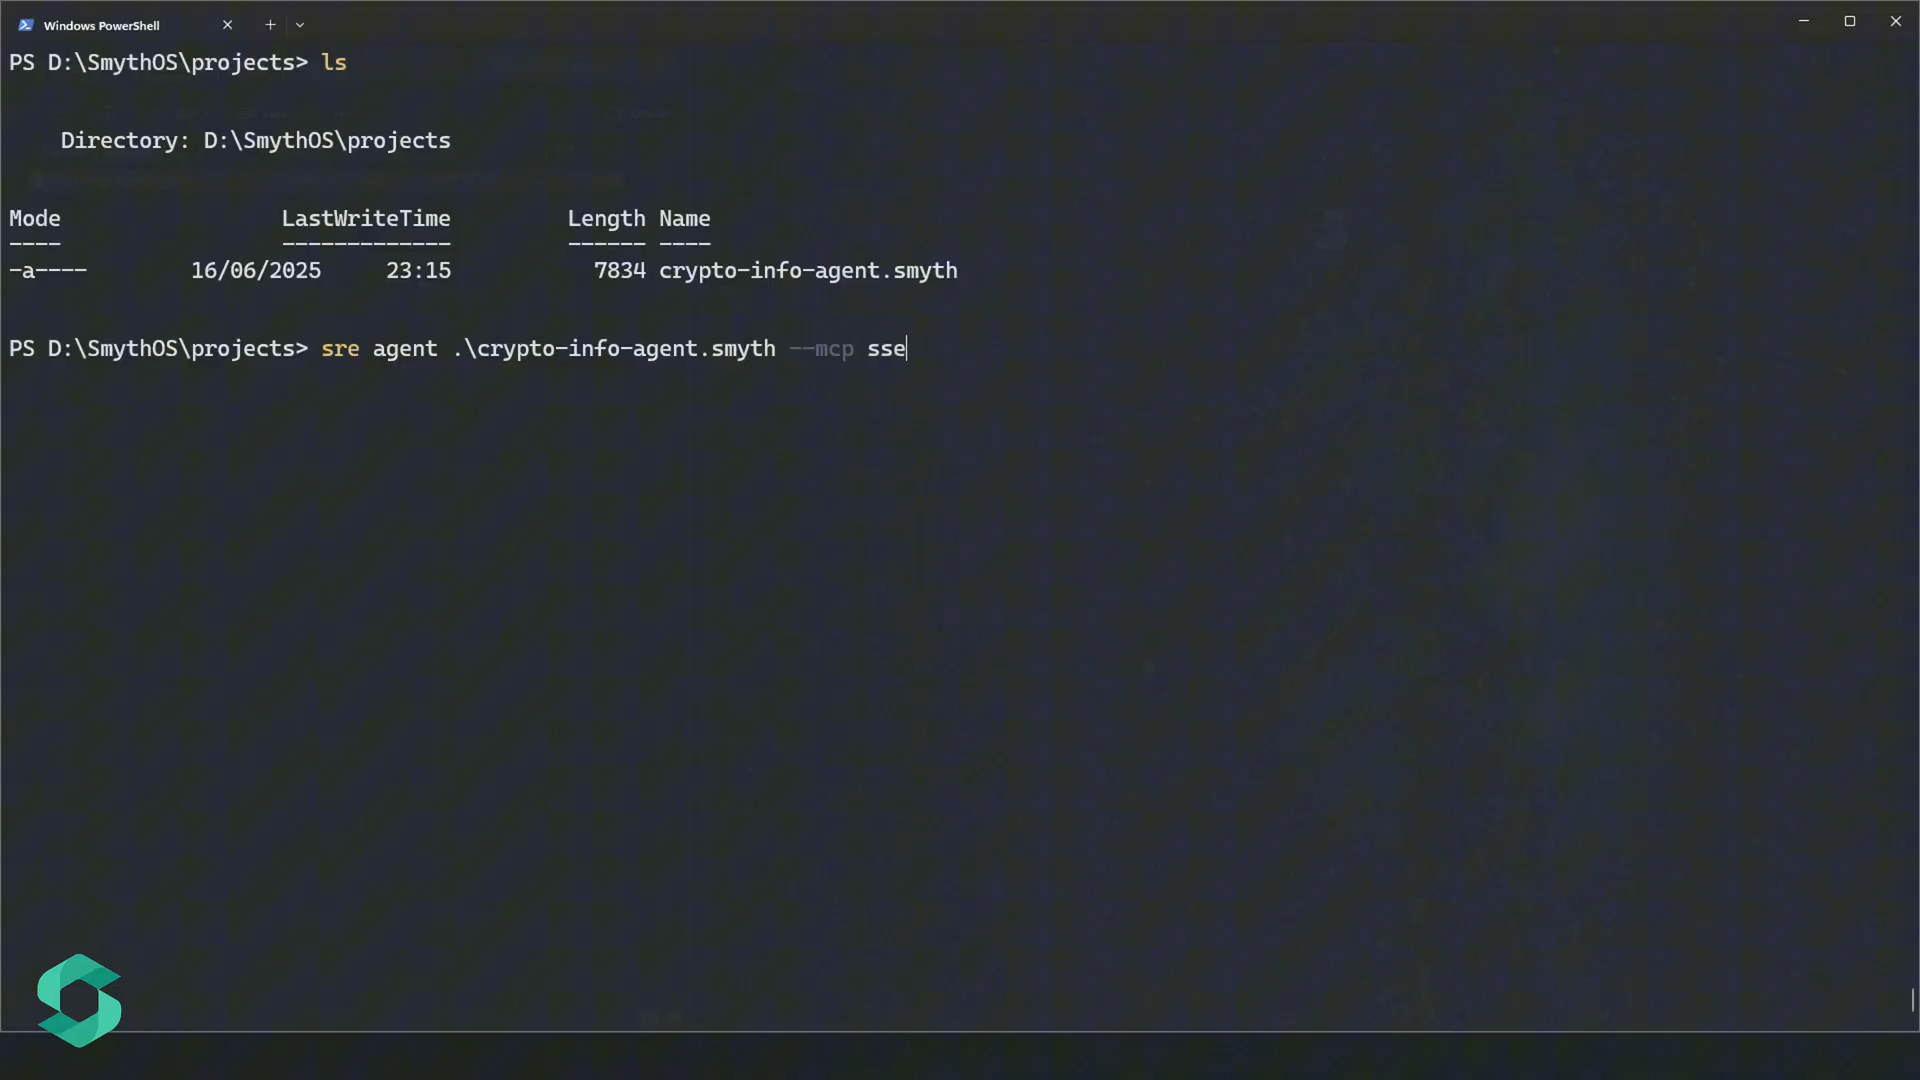 Windows PowerShell
PS D:\SmythOS\projects> ls
Directory: D:\SmythOS\projects
Mode LastWriteTime Length Name
---- ------------- ------ ----
-a---- 16/06/2025 23:15 7834 crypto-info-agent.smyth
PS D:\SmythOS\projects> sre agent .\crypto-info-agent.smyth --mcp sse